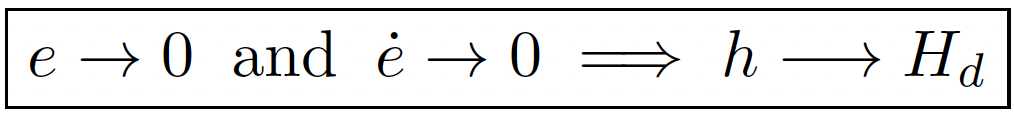 e → 0 and ė → 0 ⟹ h ⟶ H_d